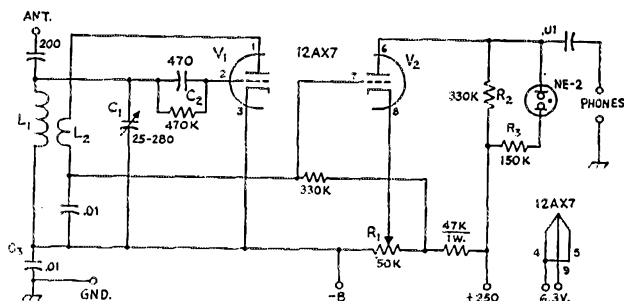 ANT.
200
470
V1
1
12AX7
6
V2
.01
2
7
C2
470K
3
8
L1
L2
C1
25-280
330K
R2
NE-2
PHONES
R3
150K
330K
.01
R1
50K
47K
1W.
12AX7
4
5
9
C3
.01
GND.
-B
+250
6.3V.